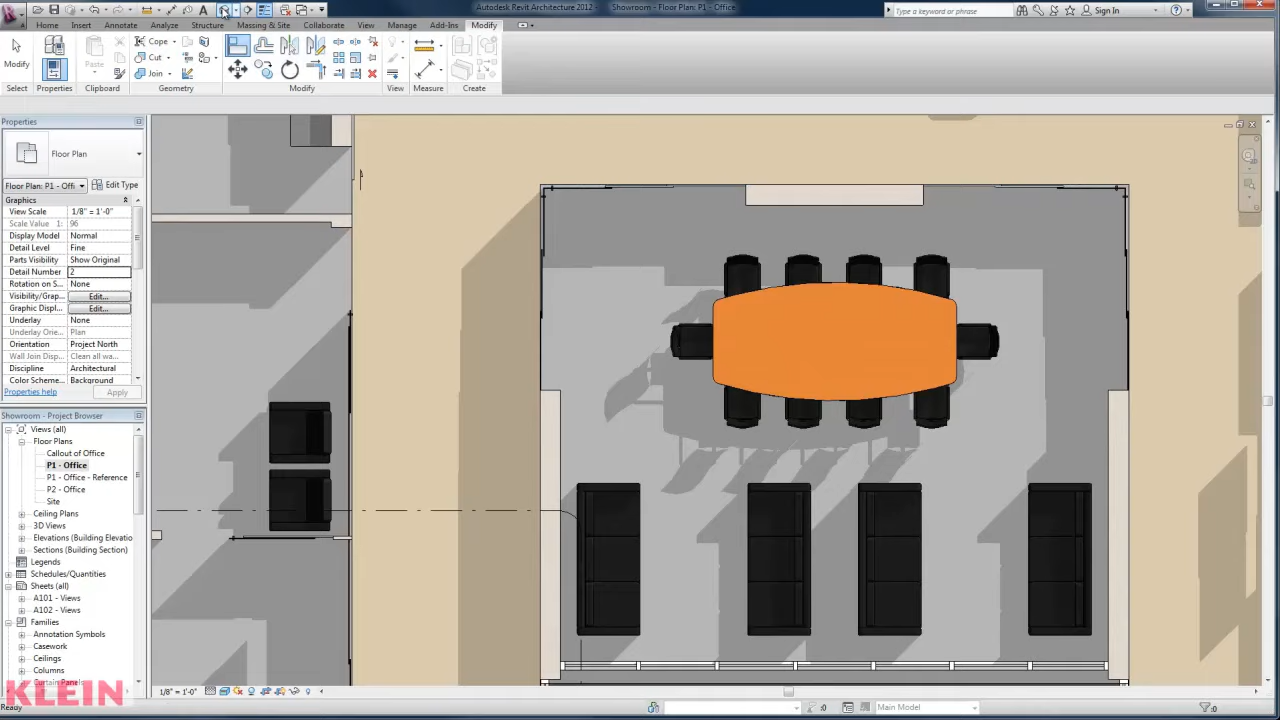 Autodesk Revit Architecture 2012 - Showroom - Floor Plan: P1 - Office
Type a keyword or phrase
Sign In
Home Insert Annotate Analyze Structure Massing & Site Collaborate View Manage Add-Ins Modify
Modify
Paste
Cope
Cut
Join
Select Properties Clipboard Geometry Modify View Measure Create
Properties
Floor Plan
Floor Plan: P1 - Offi
Edit Type
Graphics
View Scale 1/8" = 1'-0"
Scale Value 1: 96
Display Model Normal
Detail Level Fine
Parts Visibility Show Original
Detail Number 2
Rotation on S... None
Visibility/Grap... Edit...
Graphic Displ... Edit...
Underlay None
Underlay Orie... Plan
Orientation Project North
Wall Join Disp... Clean all wa...
Discipline Architectural
Color Scheme... Background
Properties help
Apply
Showroom - Project Browser
Views (all)
Floor Plans
Callout of Office
P1 - Office
P1 - Office - Reference
P2 - Office
Site
Ceiling Plans
3D Views
Elevations (Building Elevatio
Sections (Building Section)
Legends
Schedules/Quantities
Sheets (all)
A101 - Views
A102 - Views
Families
Annotation Symbols
Casework
Ceilings
Columns
Curtain Panels
KLEIN
1/8" = 1'-0"
Ready
:0
Main Model
:0